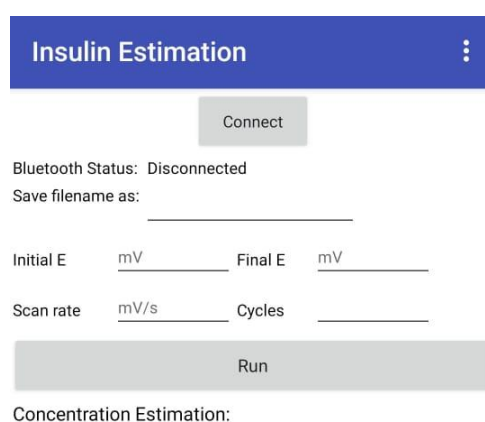 Insulin Estimation
Connect
Bluetooth Status: Disconnected
Save filename as:
Initial E mV Final E mV
Scan rate mV/s Cycles
Run
Concentration Estimation: